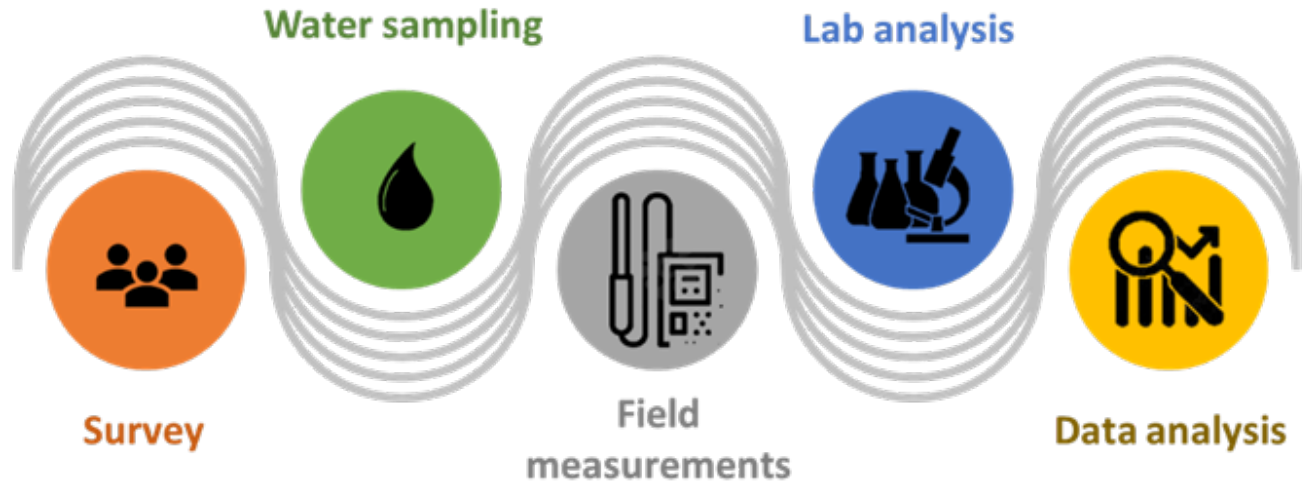 Water sampling
Lab analysis
Survey
Field
measurements
Data analysis